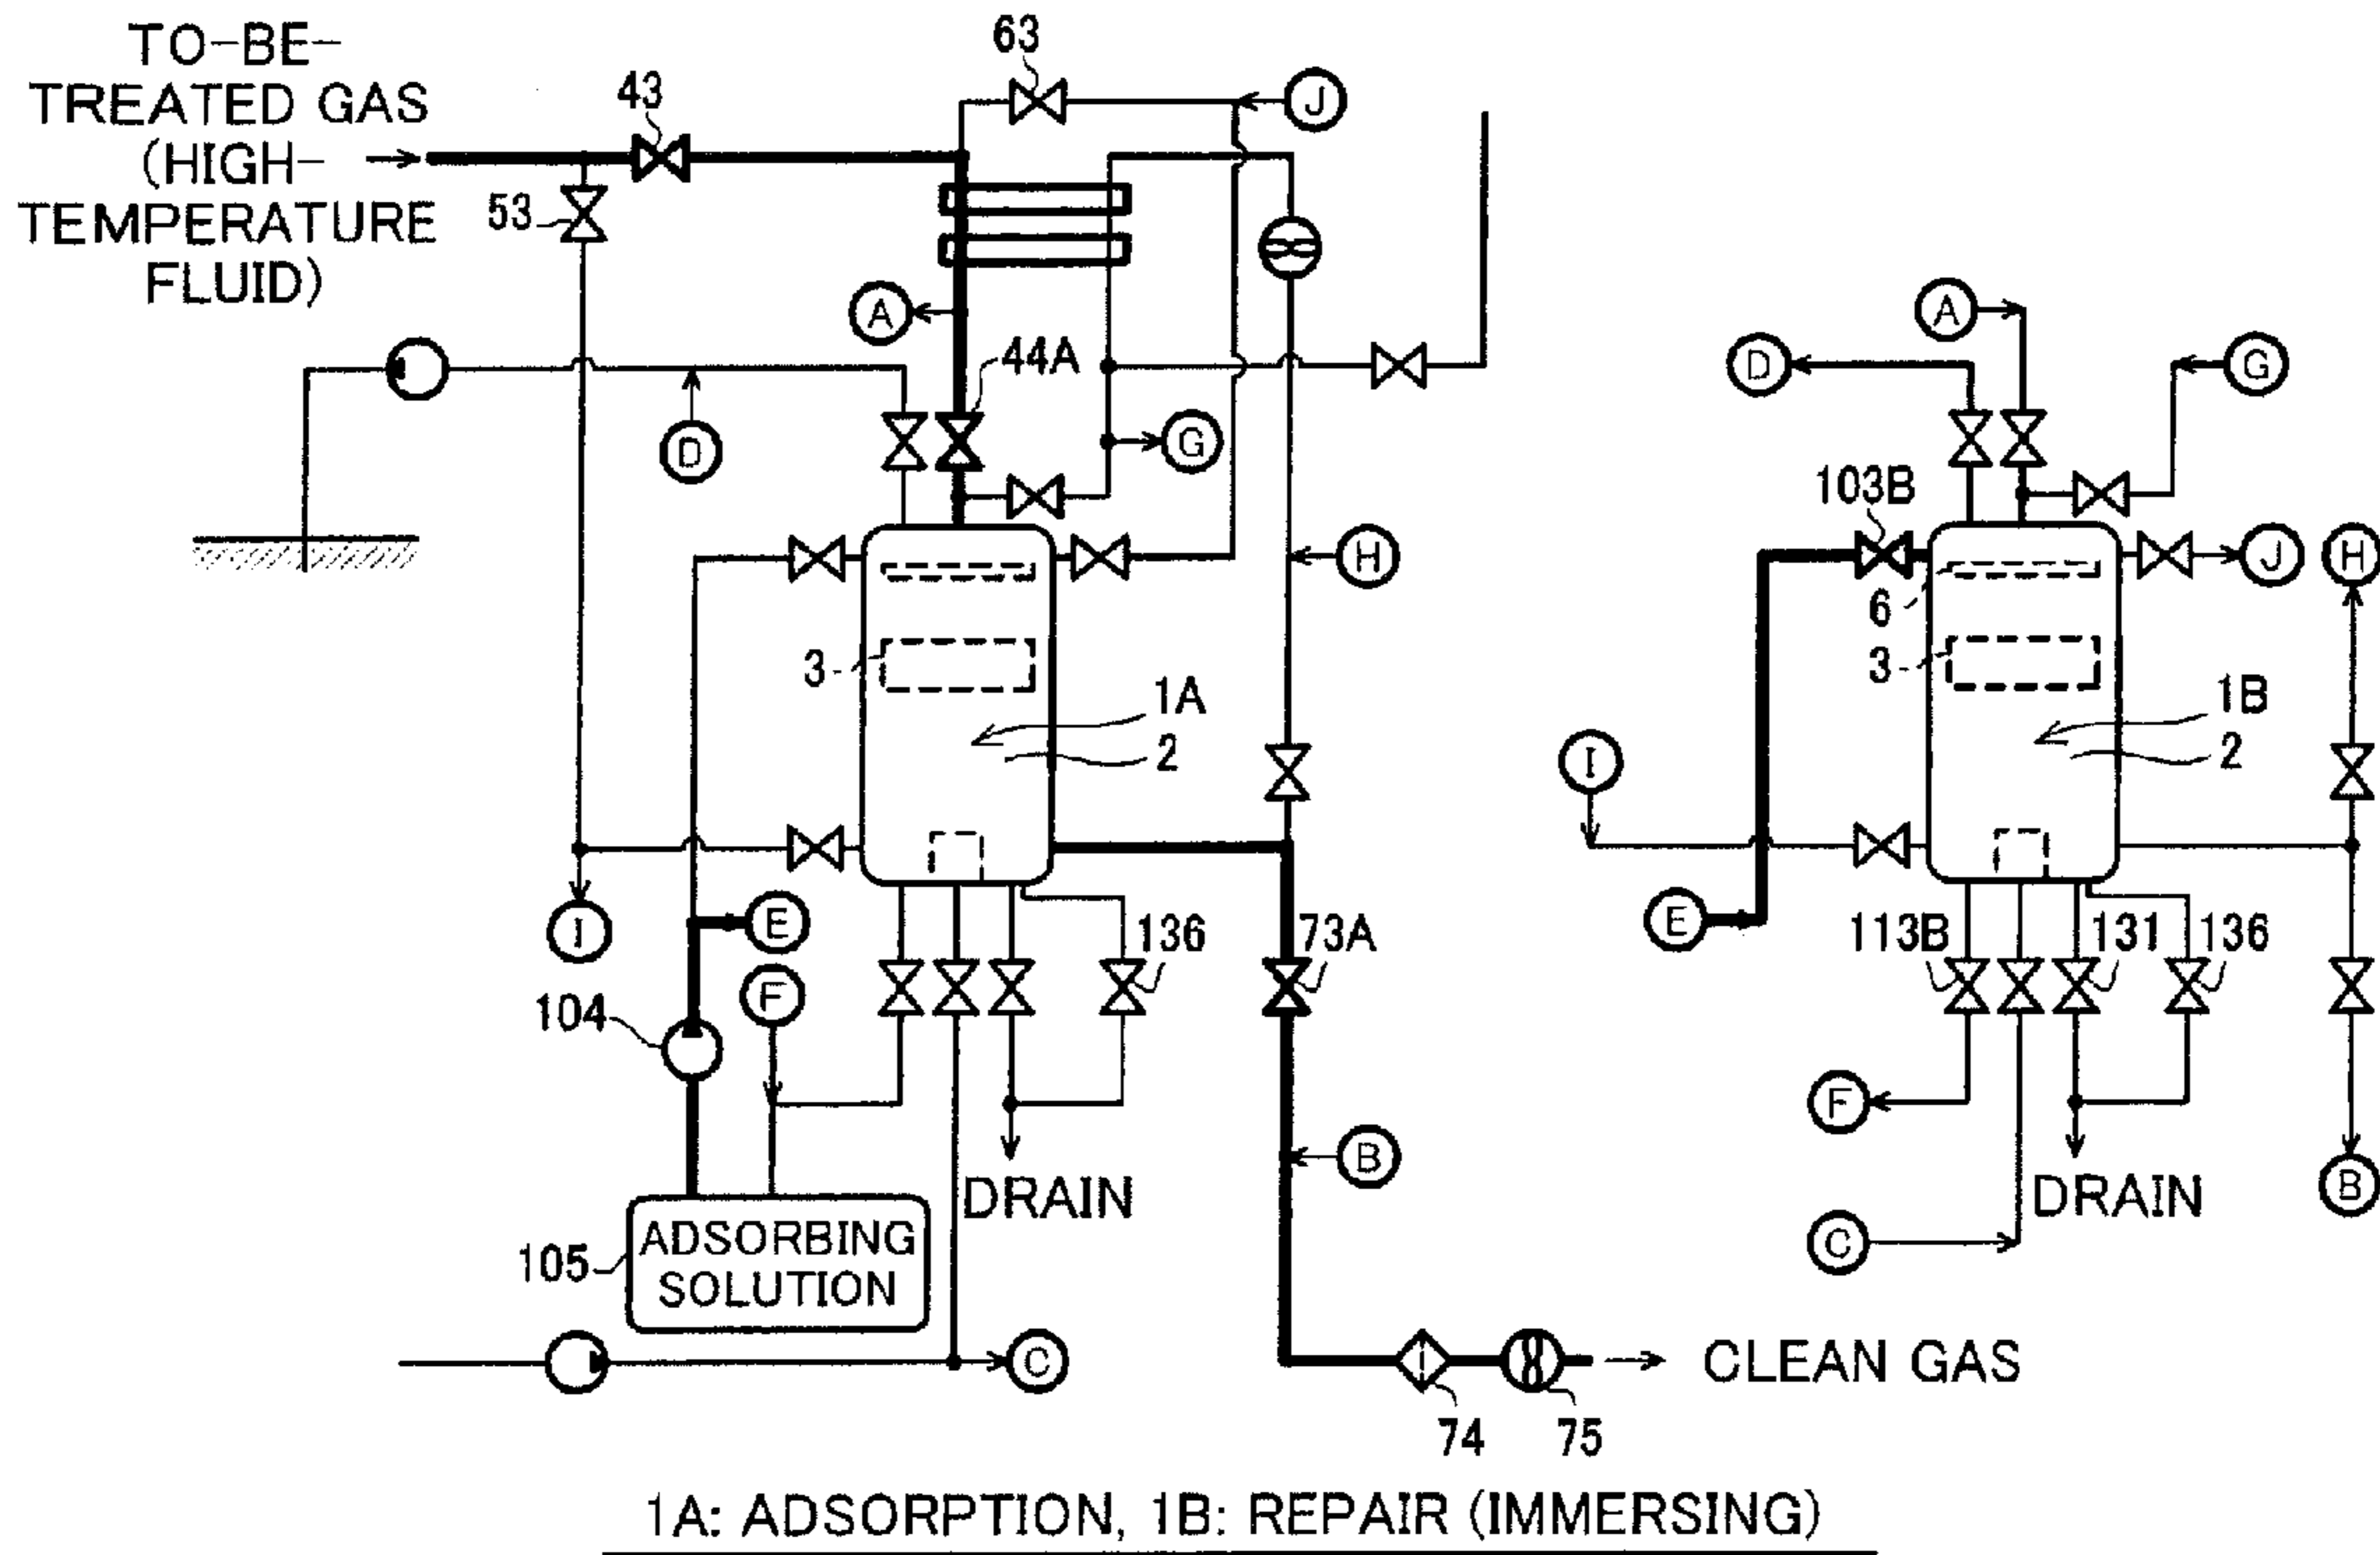 TO-BE-
TREATED GAS
(HIGH-
TEMPERATURE
FLUID)
43
63
J
53
A
44A
D
G
H
3
1A
2
I
E
136
73A
104
F
B
DRAIN
105
ADSORBING
SOLUTION
C
74
75
CLEAN GAS
A
D
G
103B
6
J
H
3
1B
2
I
E
113B
131
136
F
DRAIN
B
C
1A: ADSORPTION, 1B: REPAIR (IMMERSING)